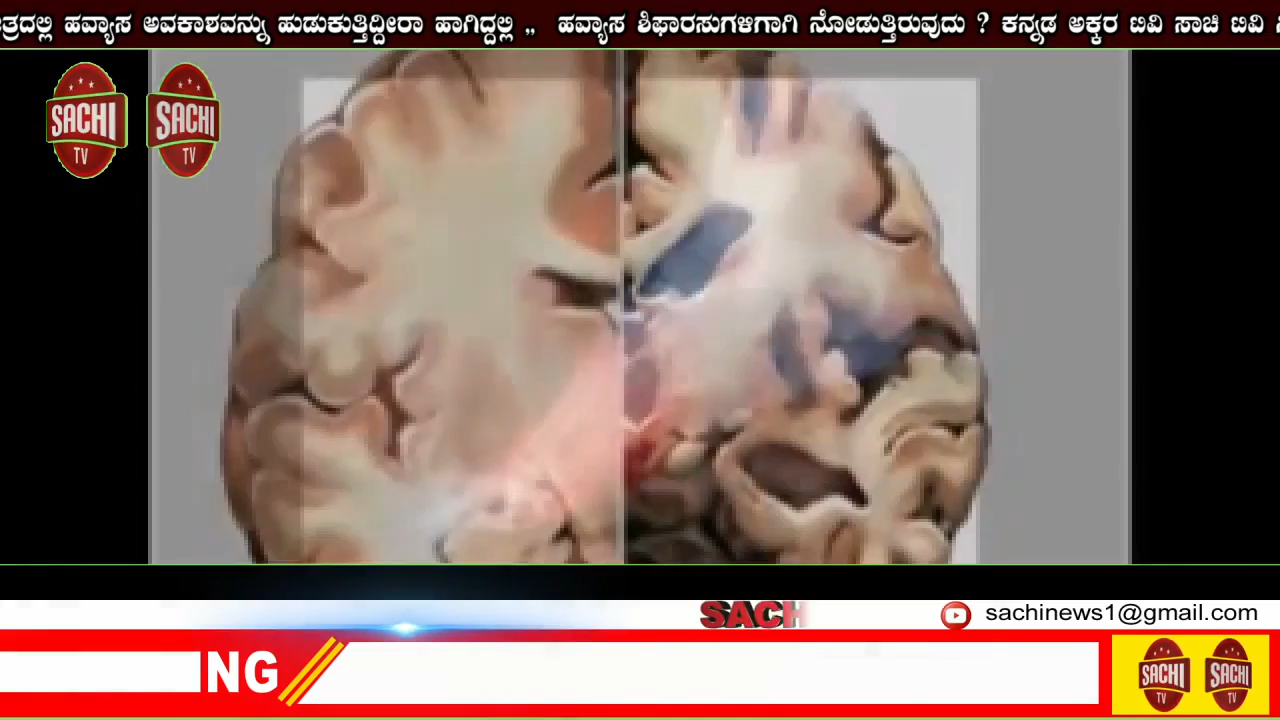 ತ್ರದಲ್ಲಿ ಹವ್ಯಾಸ ಅವಕಾಶವನ್ನು ಹುಡುಕುತ್ತಿದ್ದೀರಾ ಹಾಗಿದ್ದಲ್ಲಿ ,, ಹವ್ಯಾಸ ಶಿಫಾರಸುಗಳಿಗಾಗಿ ನೋಡುತ್ತಿರುವುದು ? ಕನ್ನಡ ಅಕ್ಕರ ಟಿವಿ ಸಾಚಿ ಟಿವಿ
SACHI TV SACHI TV
SACH sachinews1@gmail.com
NG
SACHI TV SACHI TV